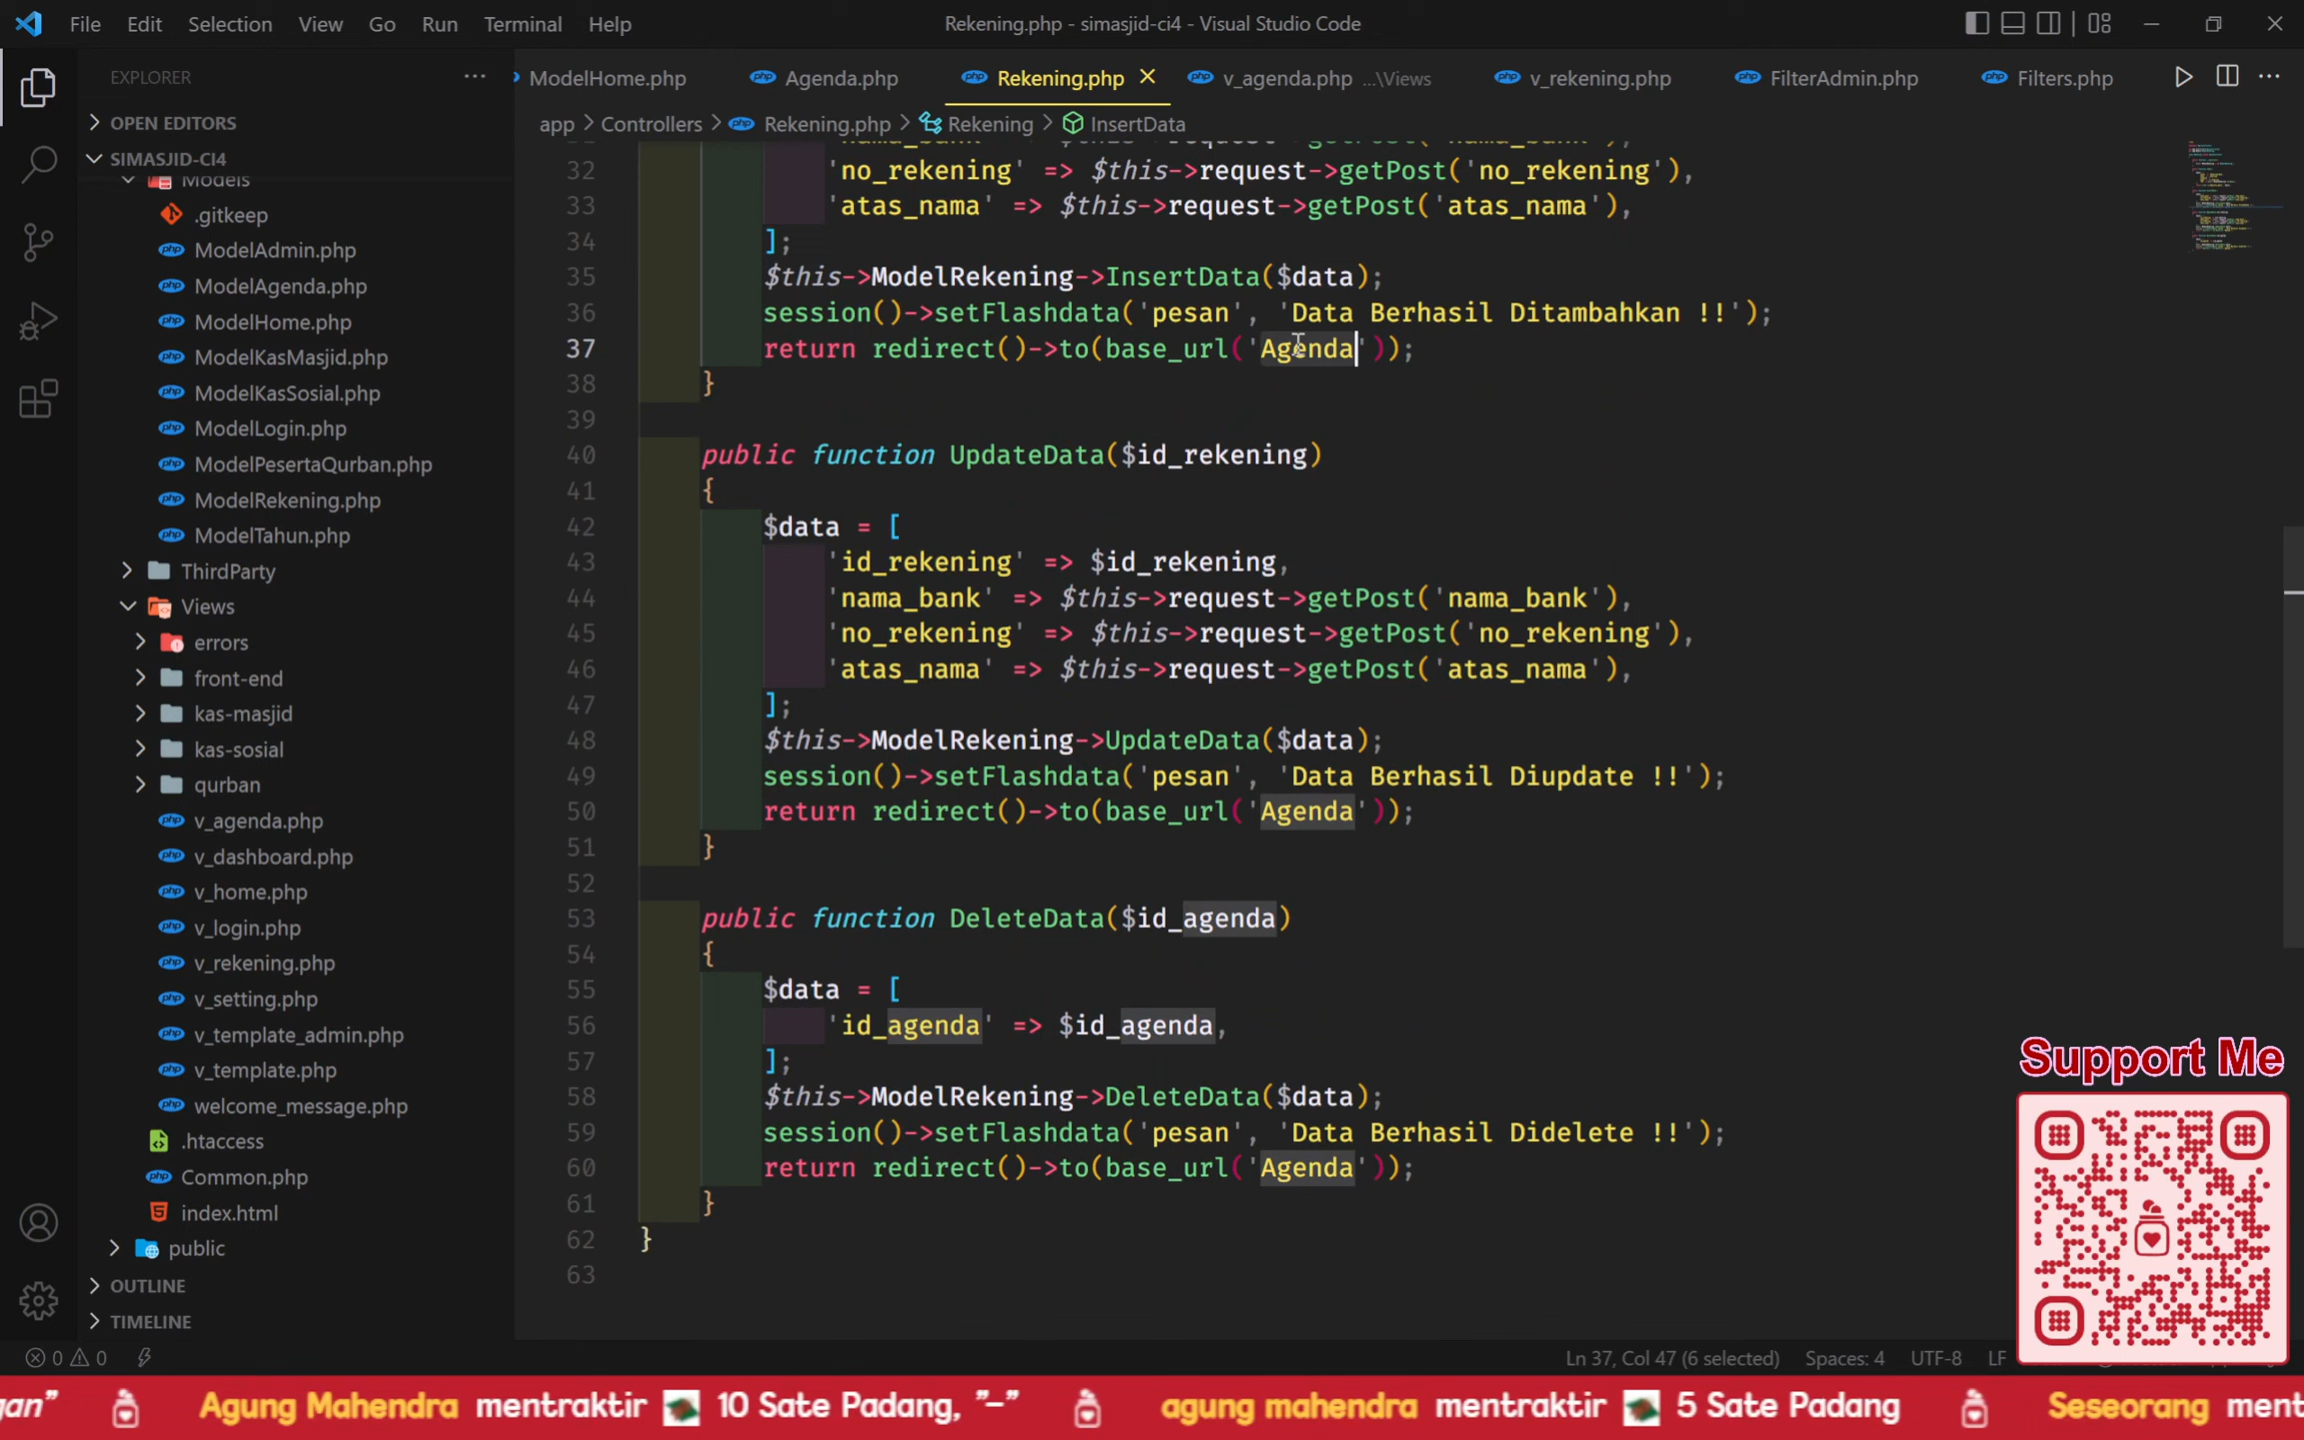 File Edit Selection View Go Run Terminal Help
Rekening.php - simasjid-ci4 - Visual Studio Code
EXPLORER
OPEN EDITORS
SIMASJID-CI4
Models
.gitkeep
ModelAdmin.php
ModelAgenda.php
ModelHome.php
ModelKasMasjid.php
ModelKasSosial.php
ModelLogin.php
ModelPesertaQurban.php
ModelRekening.php
ModelTahun.php
ThirdParty
Views
errors
front-end
kas-masjid
kas-sosial
qurban
v_agenda.php
v_dashboard.php
v_home.php
v_login.php
v_rekening.php
v_setting.php
v_template_admin.php
v_template.php
welcome_message.php
.htaccess
Common.php
index.html
public
OUTLINE
TIMELINE
ModelHome.php Agenda.php Rekening.php v_agenda.php ...\Views v_rekening.php FilterAdmin.php Filters.php
app > Controllers > Rekening.php > Rekening > InsertData
32 'no_rekening' => $this->request->getPost('no_rekening'),
33 'atas_nama' => $this->request->getPost('atas_nama'),
34 ];
35 $this->ModelRekening->InsertData($data);
36 session()->setFlashdata('pesan', 'Data Berhasil Ditambahkan !!');
37 return redirect()->to(base_url('Agenda'));
38 }
39
40 public function UpdateData($id_rekening)
41 {
42 $data = [
43 'id_rekening' => $id_rekening,
44 'nama_bank' => $this->request->getPost('nama_bank'),
45 'no_rekening' => $this->request->getPost('no_rekening'),
46 'atas_nama' => $this->request->getPost('atas_nama'),
47 ];
48 $this->ModelRekening->UpdateData($data);
49 session()->setFlashdata('pesan', 'Data Berhasil Diupdate !!');
50 return redirect()->to(base_url('Agenda'));
51 }
52
53 public function DeleteData($id_agenda)
54 {
55 $data = [
56 'id_agenda' => $id_agenda,
57 ];
58 $this->ModelRekening->DeleteData($data);
59 session()->setFlashdata('pesan', 'Data Berhasil Didelete !!');
60 return redirect()->to(base_url('Agenda'));
61 }
62 }
63
Support Me
0 0
Ln 37, Col 47 (6 selected) Spaces: 4 UTF-8 LF
gan" Agung Mahendra mentraktir 10 Sate Padang, "-" agung mahendra mentraktir 5 Sate Padang Seseorang ment